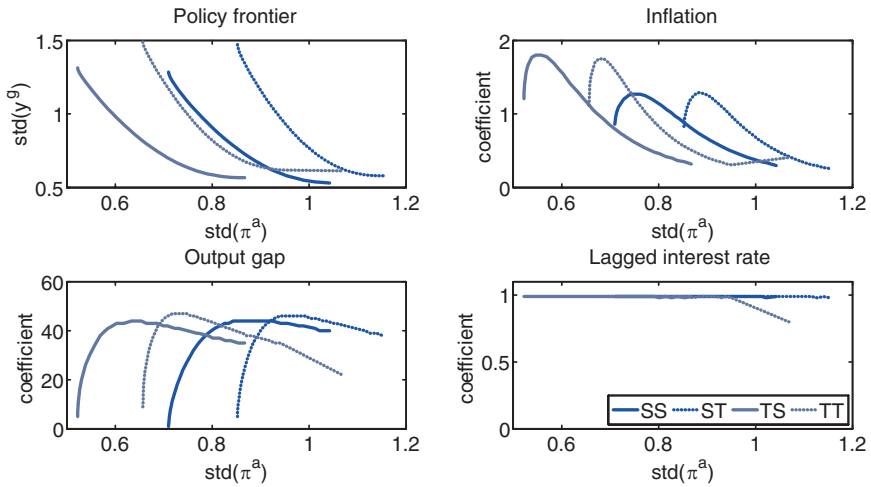 Policy frontier
1.5
1
0.5
std(y^g)
0.6 0.8 1 1.2
std(π^a)
Inflation
2
1
0
coefficient
0.6 0.8 1 1.2
std(π^a)
Output gap
60
40
20
0
coefficient
0.6 0.8 1 1.2
std(π^a)
Lagged interest rate
1
0.5
0
coefficient
SS ST TS TT
0.6 0.8 1 1.2
std(π^a)